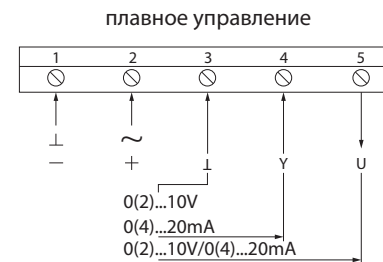 плавное управление
1 2 3 4 5
⊥ ~ ⊥ Y U
− +
0(2)...10V
0(4)...20mA
0(2)...10V/0(4)...20mA